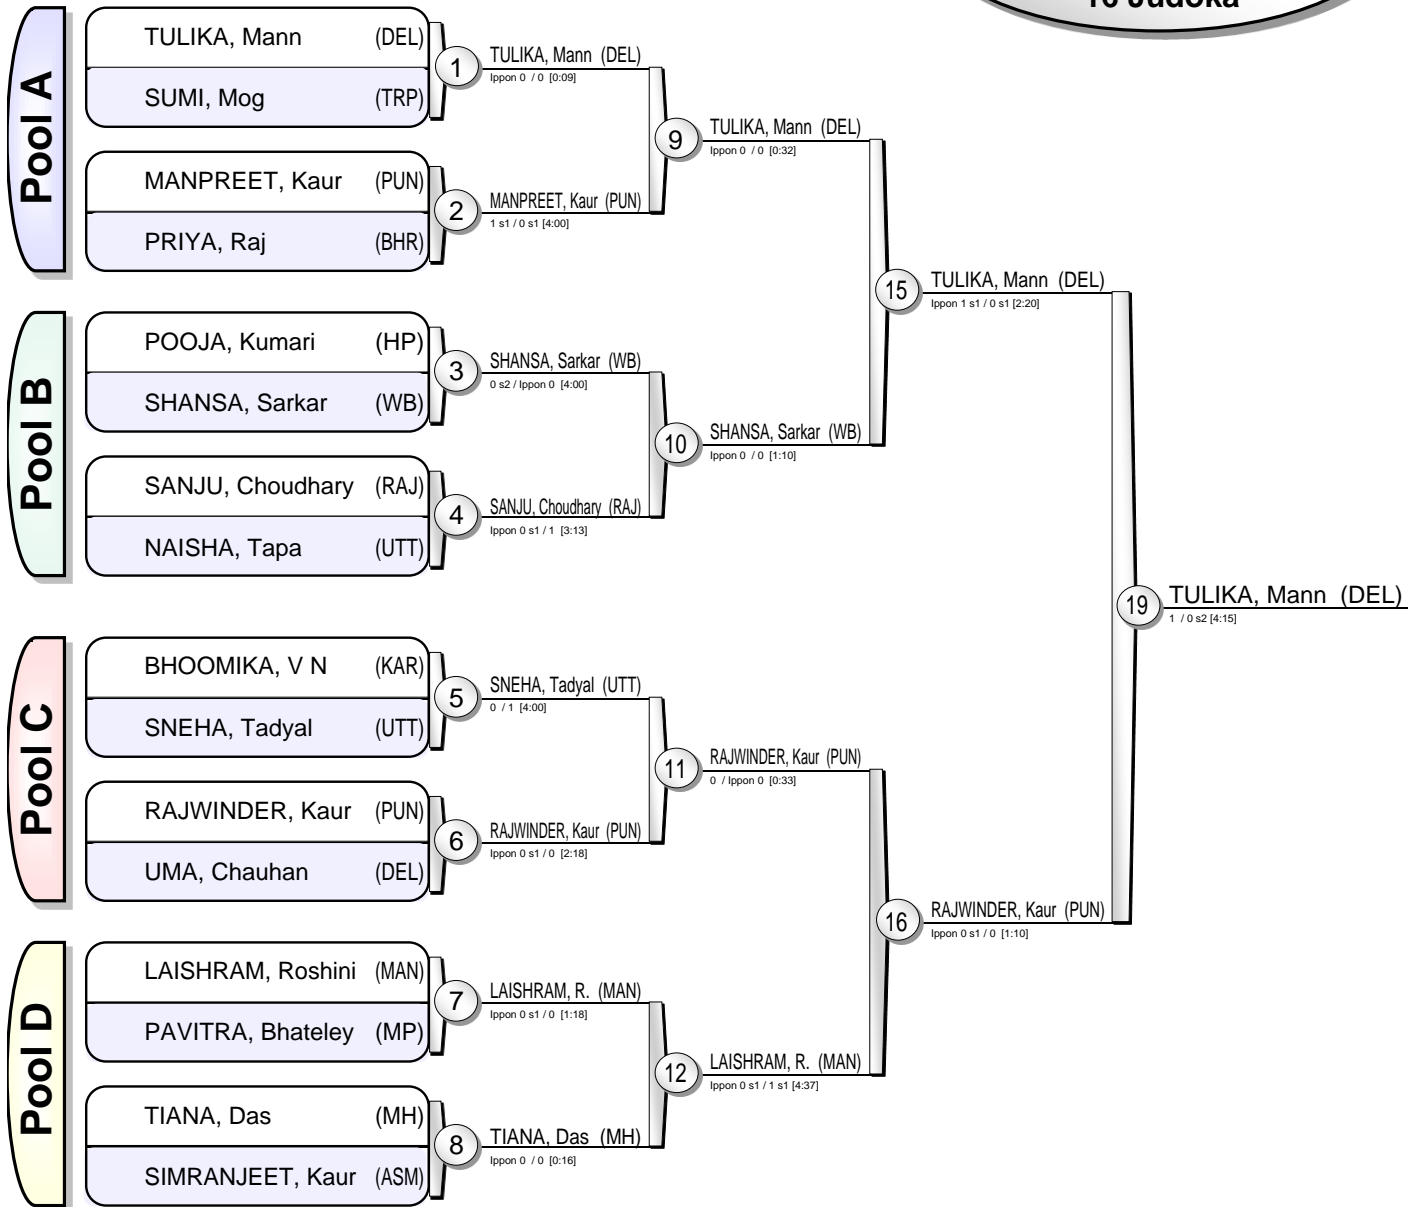 16 Judoka
Pool A
TULIKA, Mann (DEL)
SUMI, Mog (TRP)
MANPREET, Kaur (PUN)
PRIYA, Raj (BHR)
Pool B
POOJA, Kumari (HP)
SHANSA, Sarkar (WB)
SANJU, Choudhary (RAJ)
NAISHA, Tapa (UTT)
Pool C
BHOOMIKA, V N (KAR)
SNEHA, Tadyal (UTT)
RAJWINDER, Kaur (PUN)
UMA, Chauhan (DEL)
Pool D
LAISHRAM, Roshini (MAN)
PAVITRA, Bhateley (MP)
TIANA, Das (MH)
SIMRANJEET, Kaur (ASM)
1 TULIKA, Mann (DEL)
Ippon 0 / 0 [0:09]
2 MANPREET, Kaur (PUN)
1 s1 / 0 s1 [4:00]
3 SHANSA, Sarkar (WB)
0 s2 / Ippon 0 [4:00]
4 SANJU, Choudhary (RAJ)
Ippon 0 s1 / 1 [3:13]
5 SNEHA, Tadyal (UTT)
0 / 1 [4:00]
6 RAJWINDER, Kaur (PUN)
Ippon 0 s1 / 0 [2:18]
7 LAISHRAM, R. (MAN)
Ippon 0 s1 / 0 [1:18]
8 TIANA, Das (MH)
Ippon 0 / 0 [0:16]
9 TULIKA, Mann (DEL)
Ippon 0 / 0 [0:32]
10 SHANSA, Sarkar (WB)
Ippon 0 / 0 [1:10]
11 RAJWINDER, Kaur (PUN)
0 / Ippon 0 [0:33]
12 LAISHRAM, R. (MAN)
Ippon 0 s1 / 1 s1 [4:37]
15 TULIKA, Mann (DEL)
Ippon 1 s1 / 0 s1 [2:20]
16 RAJWINDER, Kaur (PUN)
Ippon 0 s1 / 0 [1:10]
19 TULIKA, Mann (DEL)
1 / 0 s2 [4:15]